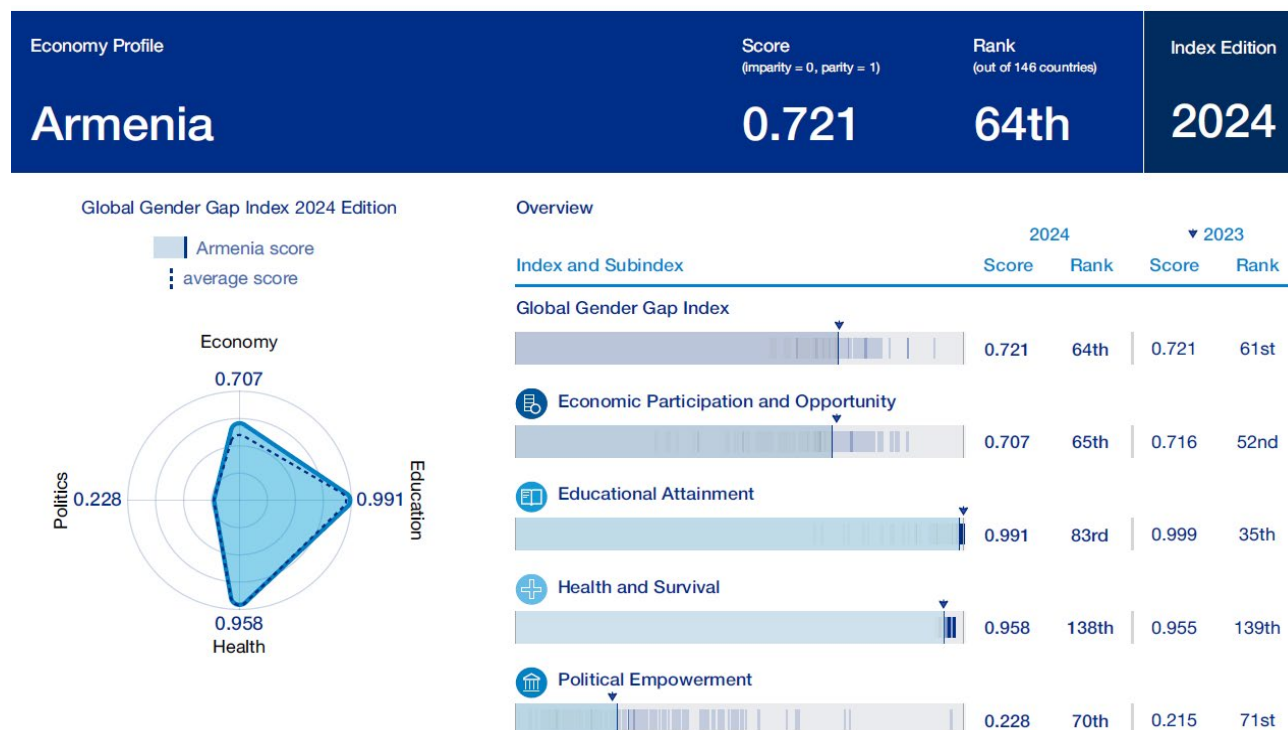 Economy Profile
Armenia
Score
(imparity = 0, parity = 1)
0.721
Rank
(out of 146 countries)
64th
Index Edition
2024
Global Gender Gap Index 2024 Edition
Armenia score
average score
Economy
0.707
Politics
0.228
0.991
Education
0.958
Health
Overview
2024 2023
Index and Subindex Score Rank Score Rank
Global Gender Gap Index
0.721 64th 0.721 61st
Economic Participation and Opportunity
0.707 65th 0.716 52nd
Educational Attainment
0.991 83rd 0.999 35th
Health and Survival
0.958 138th 0.955 139th
Political Empowerment
0.228 70th 0.215 71st